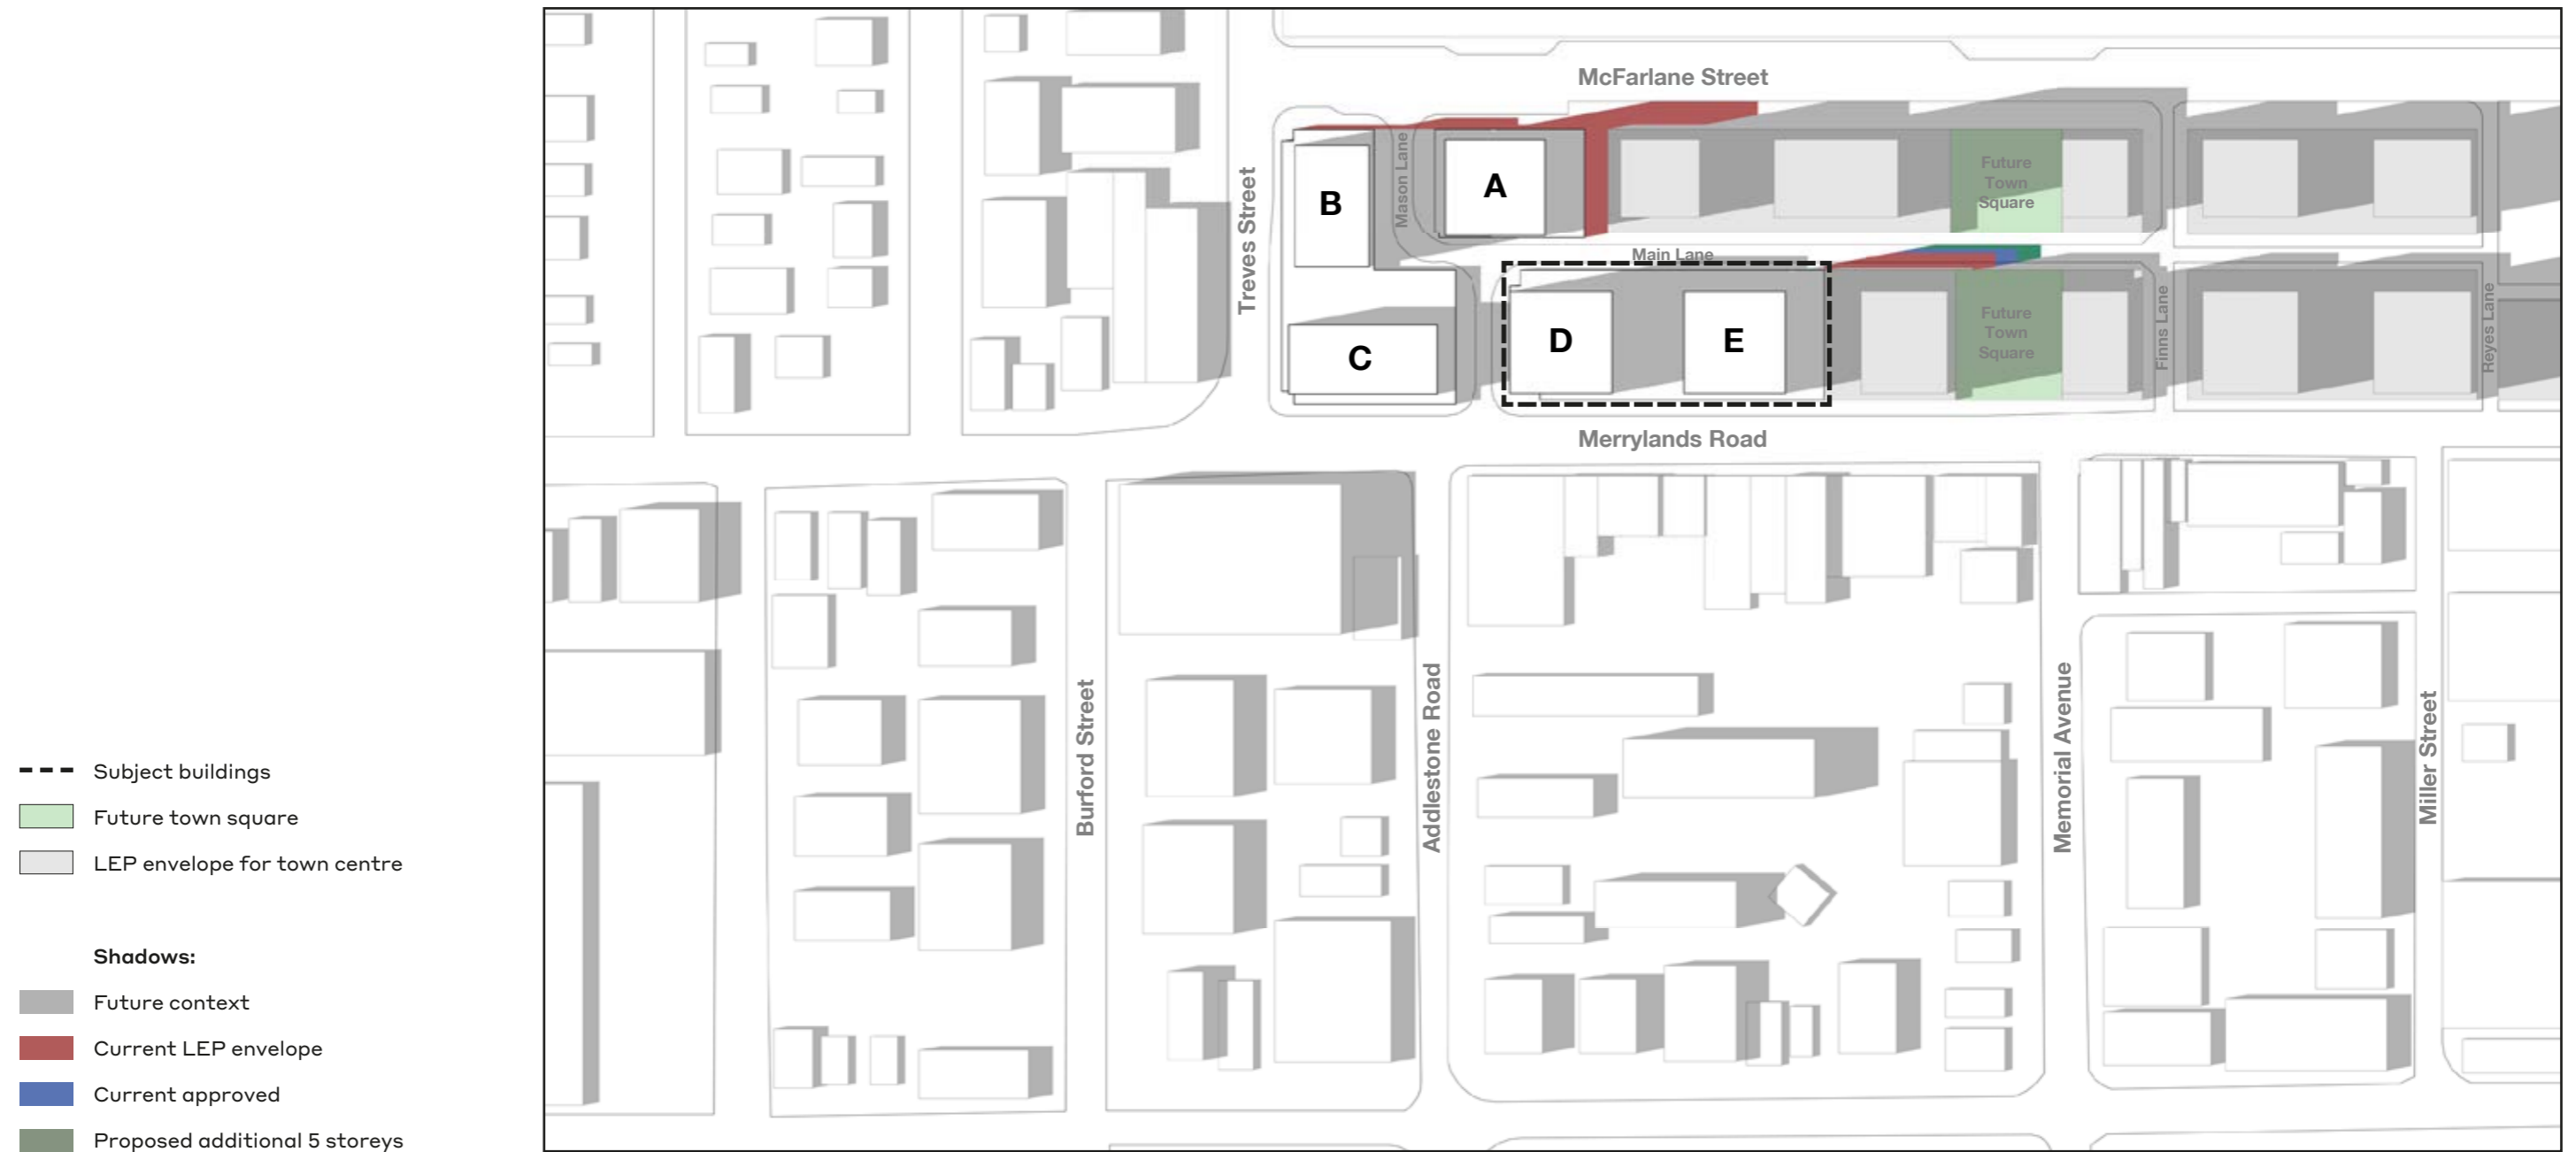 McFarlane Street
Mason Lane
B
A
Future
Town
Square
Treves Street
Main Lane
D
E
C
Future
Town
Square
Finns Lane
Reyes Lane
Merrylands Road
Burford Street
Addlestone Road
Memorial Avenue
Miller Street
Subject buildings
Future town square
LEP envelope for town centre
Shadows:
Future context
Current LEP envelope
Current approved
Proposed additional 5 storeys